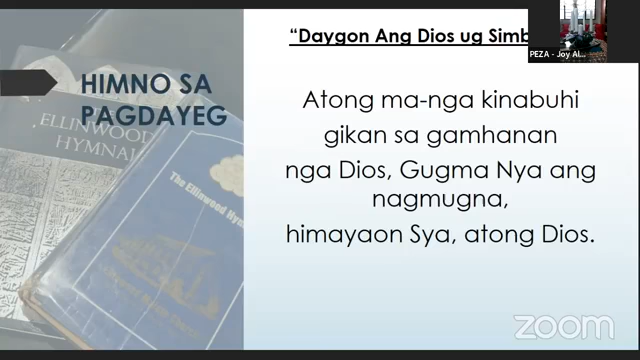 “Daygon Ang Dios ug Simb
PEZA - Joy Al...
HIMNO SA
PAGDAYEG
ELLINWOOD
HYMNAL
The Ellinwood Hym
Atong ma-nga kinabuhi
gikan sa gamhanan
nga Dios, Gugma Nya ang
nagmugna,
himayaon Sya, atong Dios.
zoom